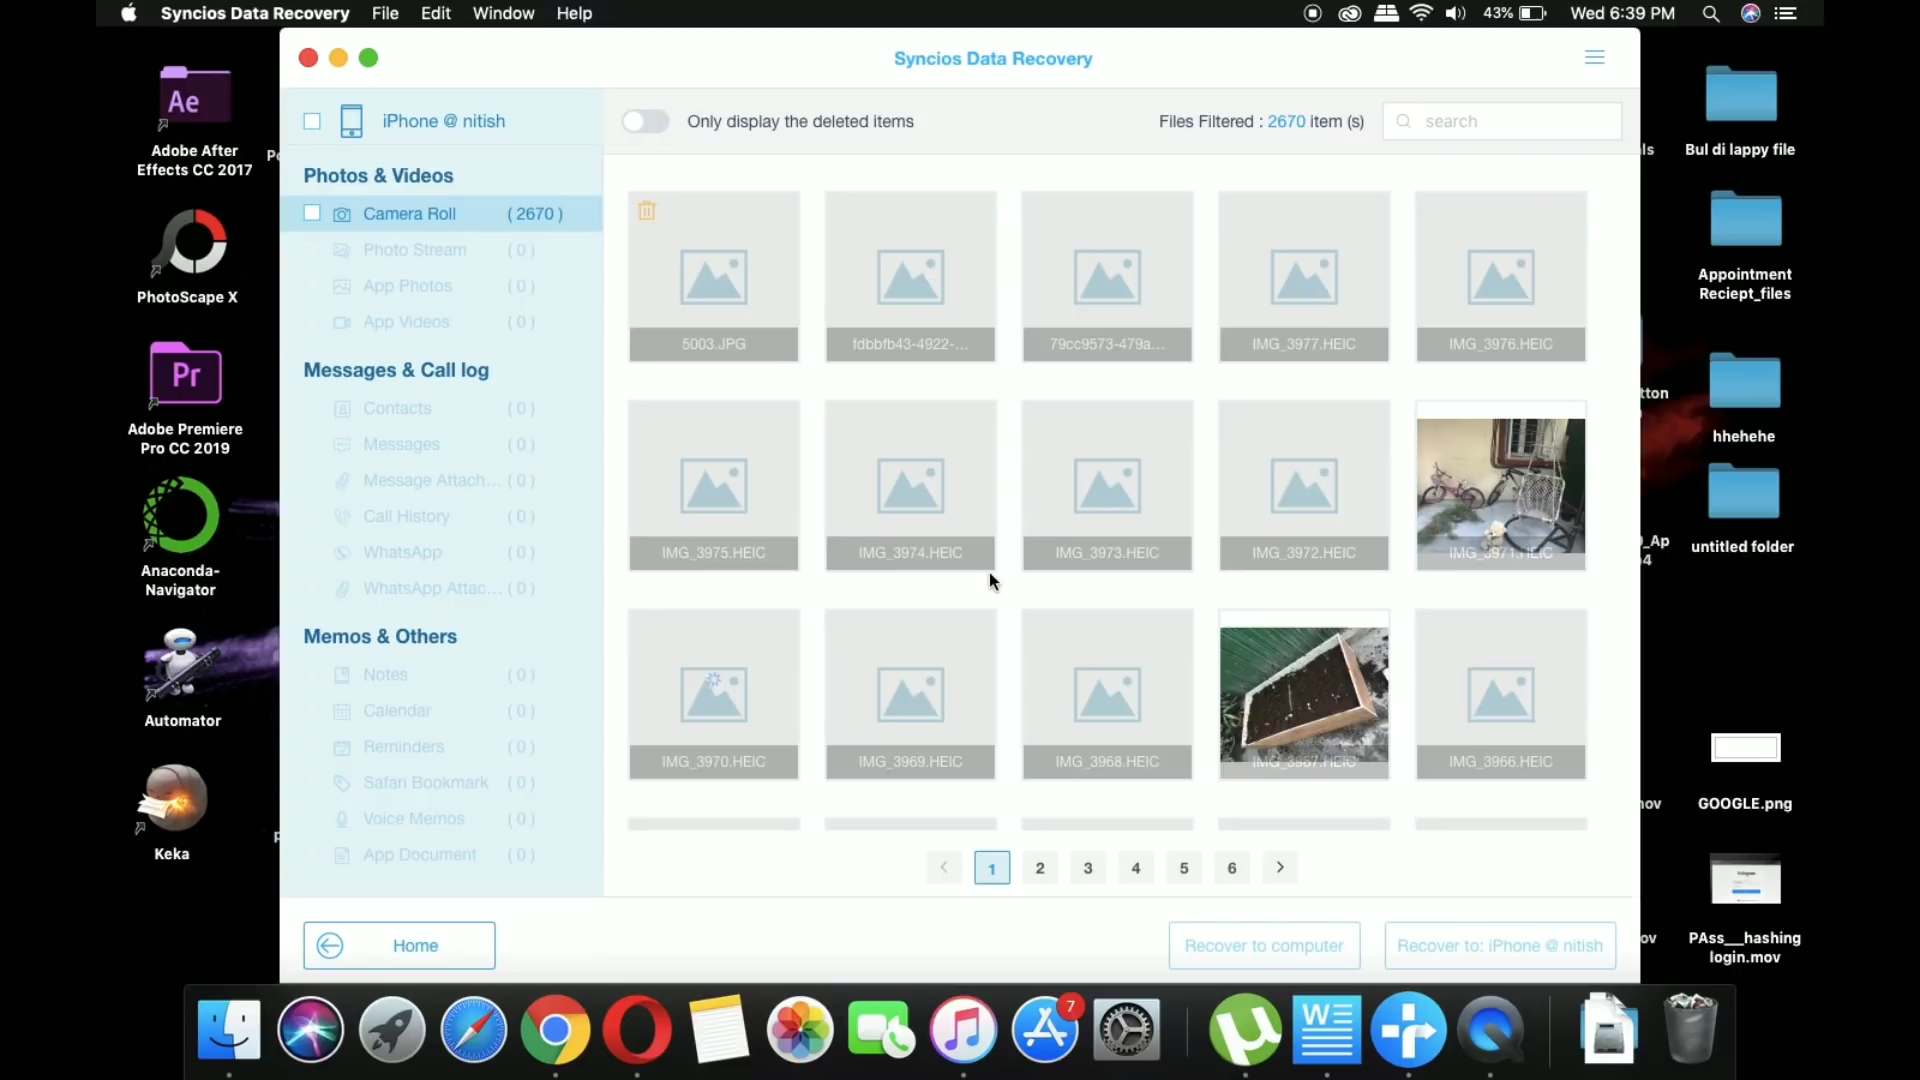 Syncios Data Recovery File Edit Window Help
43% Wed 6:39 PM
Syncios Data Recovery
iPhone @ nitish
Only display the deleted items
Files Filtered : 2670 item (s)
search
Photos & Videos
Camera Roll ( 2670 )
Photo Stream ( 0 )
App Photos ( 0 )
App Videos ( 0 )
Messages & Call log
Contacts ( 0 )
Messages ( 0 )
Message Attach... ( 0 )
Call History ( 0 )
WhatsApp ( 0 )
WhatsApp Attac... ( 0 )
Memos & Others
Notes ( 0 )
Calendar ( 0 )
Reminders ( 0 )
Safari Bookmark ( 0 )
Voice Memos ( 0 )
App Document ( 0 )
5003.JPG
fdbbfb43-4922-...
79cc9573-479a...
IMG_3977.HEIC
IMG_3976.HEIC
IMG_3975.HEIC
IMG_3974.HEIC
IMG_3973.HEIC
IMG_3972.HEIC
IMG_3971.HEIC
IMG_3970.HEIC
IMG_3969.HEIC
IMG_3968.HEIC
IMG_3967.HEIC
IMG_3966.HEIC
1 2 3 4 5 6
Home
Recover to computer
Recover to: iPhone @ nitish
Ae
Adobe After
Effects CC 2017
PhotoScape X
Pr
Adobe Premiere
Pro CC 2019
Anaconda-
Navigator
Automator
Keka
Bul di lappy file
Appointment
Reciept_files
hhehehe
untitled folder
GOOGLE.png
PAss__hashing
login.mov
7